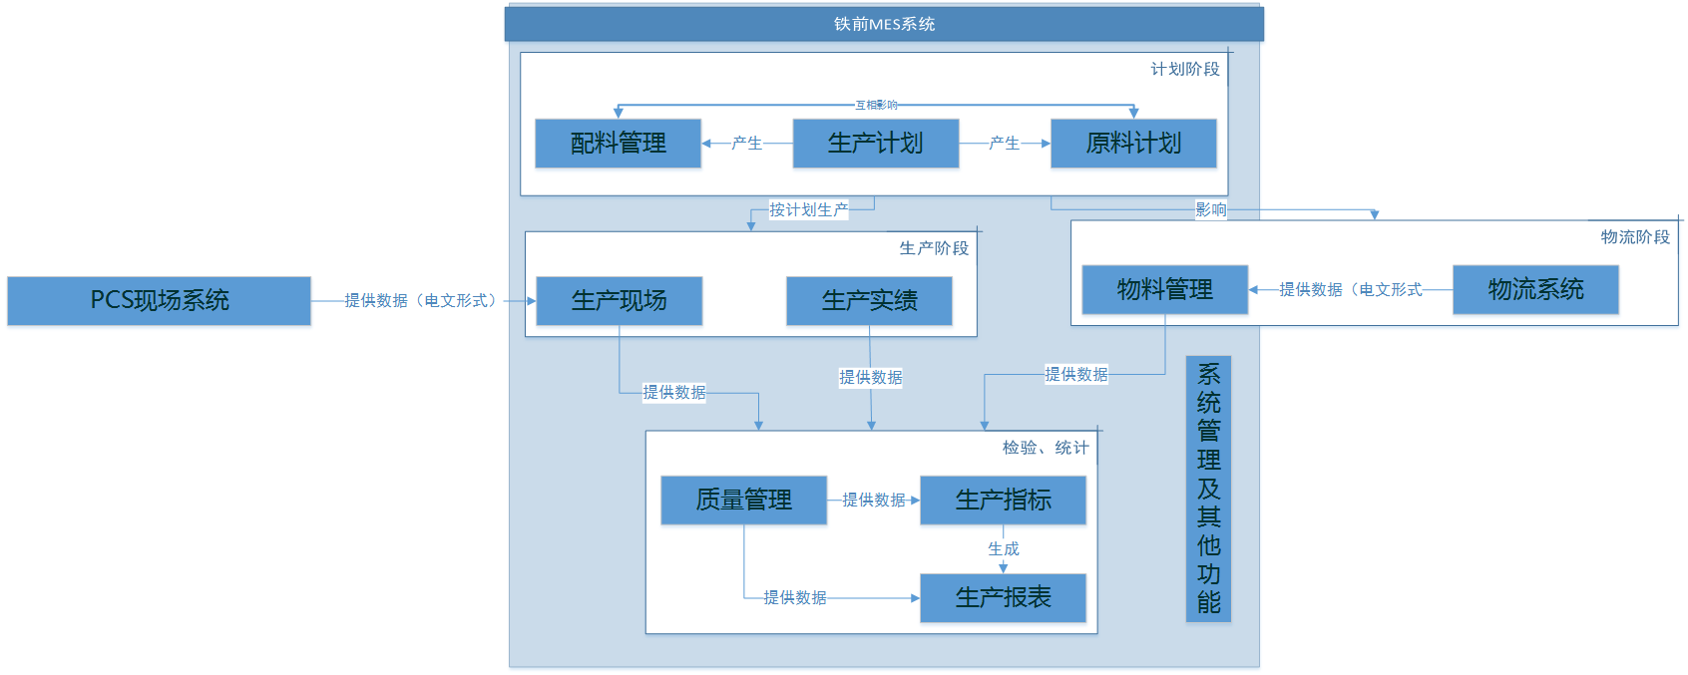 铁前MES系统
计划阶段
互相影响
配料管理
产生
生产计划
产生
原料计划
按计划生产
影响
生产阶段
物流阶段
PCS现场系统
提供数据（电文形式）
生产现场
生产实绩
物料管理
提供数据（电文形式
物流系统
提供数据
提供数据
提供数据
系统管理及其他功能
检验、统计
质量管理
提供数据
生产指标
生成
提供数据
生产报表